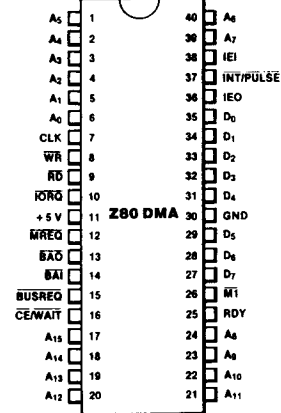 A5 1 40 A6
A4 2 39 A7
A3 3 38 IEI
A2 4 37 INT/PULSE
A1 5 36 IEO
A0 6 35 D0
CLK 7 34 D1
WR 8 33 D2
RD 9 32 D3
IORQ 10 31 D4
+5 V 11 Z80 DMA 30 GND
MREQ 12 29 D5
BAO 13 28 D6
BAI 14 27 D7
BUSREQ 15 26 M1
CE/WAIT 16 25 RDY
A15 17 24 A8
A14 18 23 A9
A13 19 22 A10
A12 20 21 A11